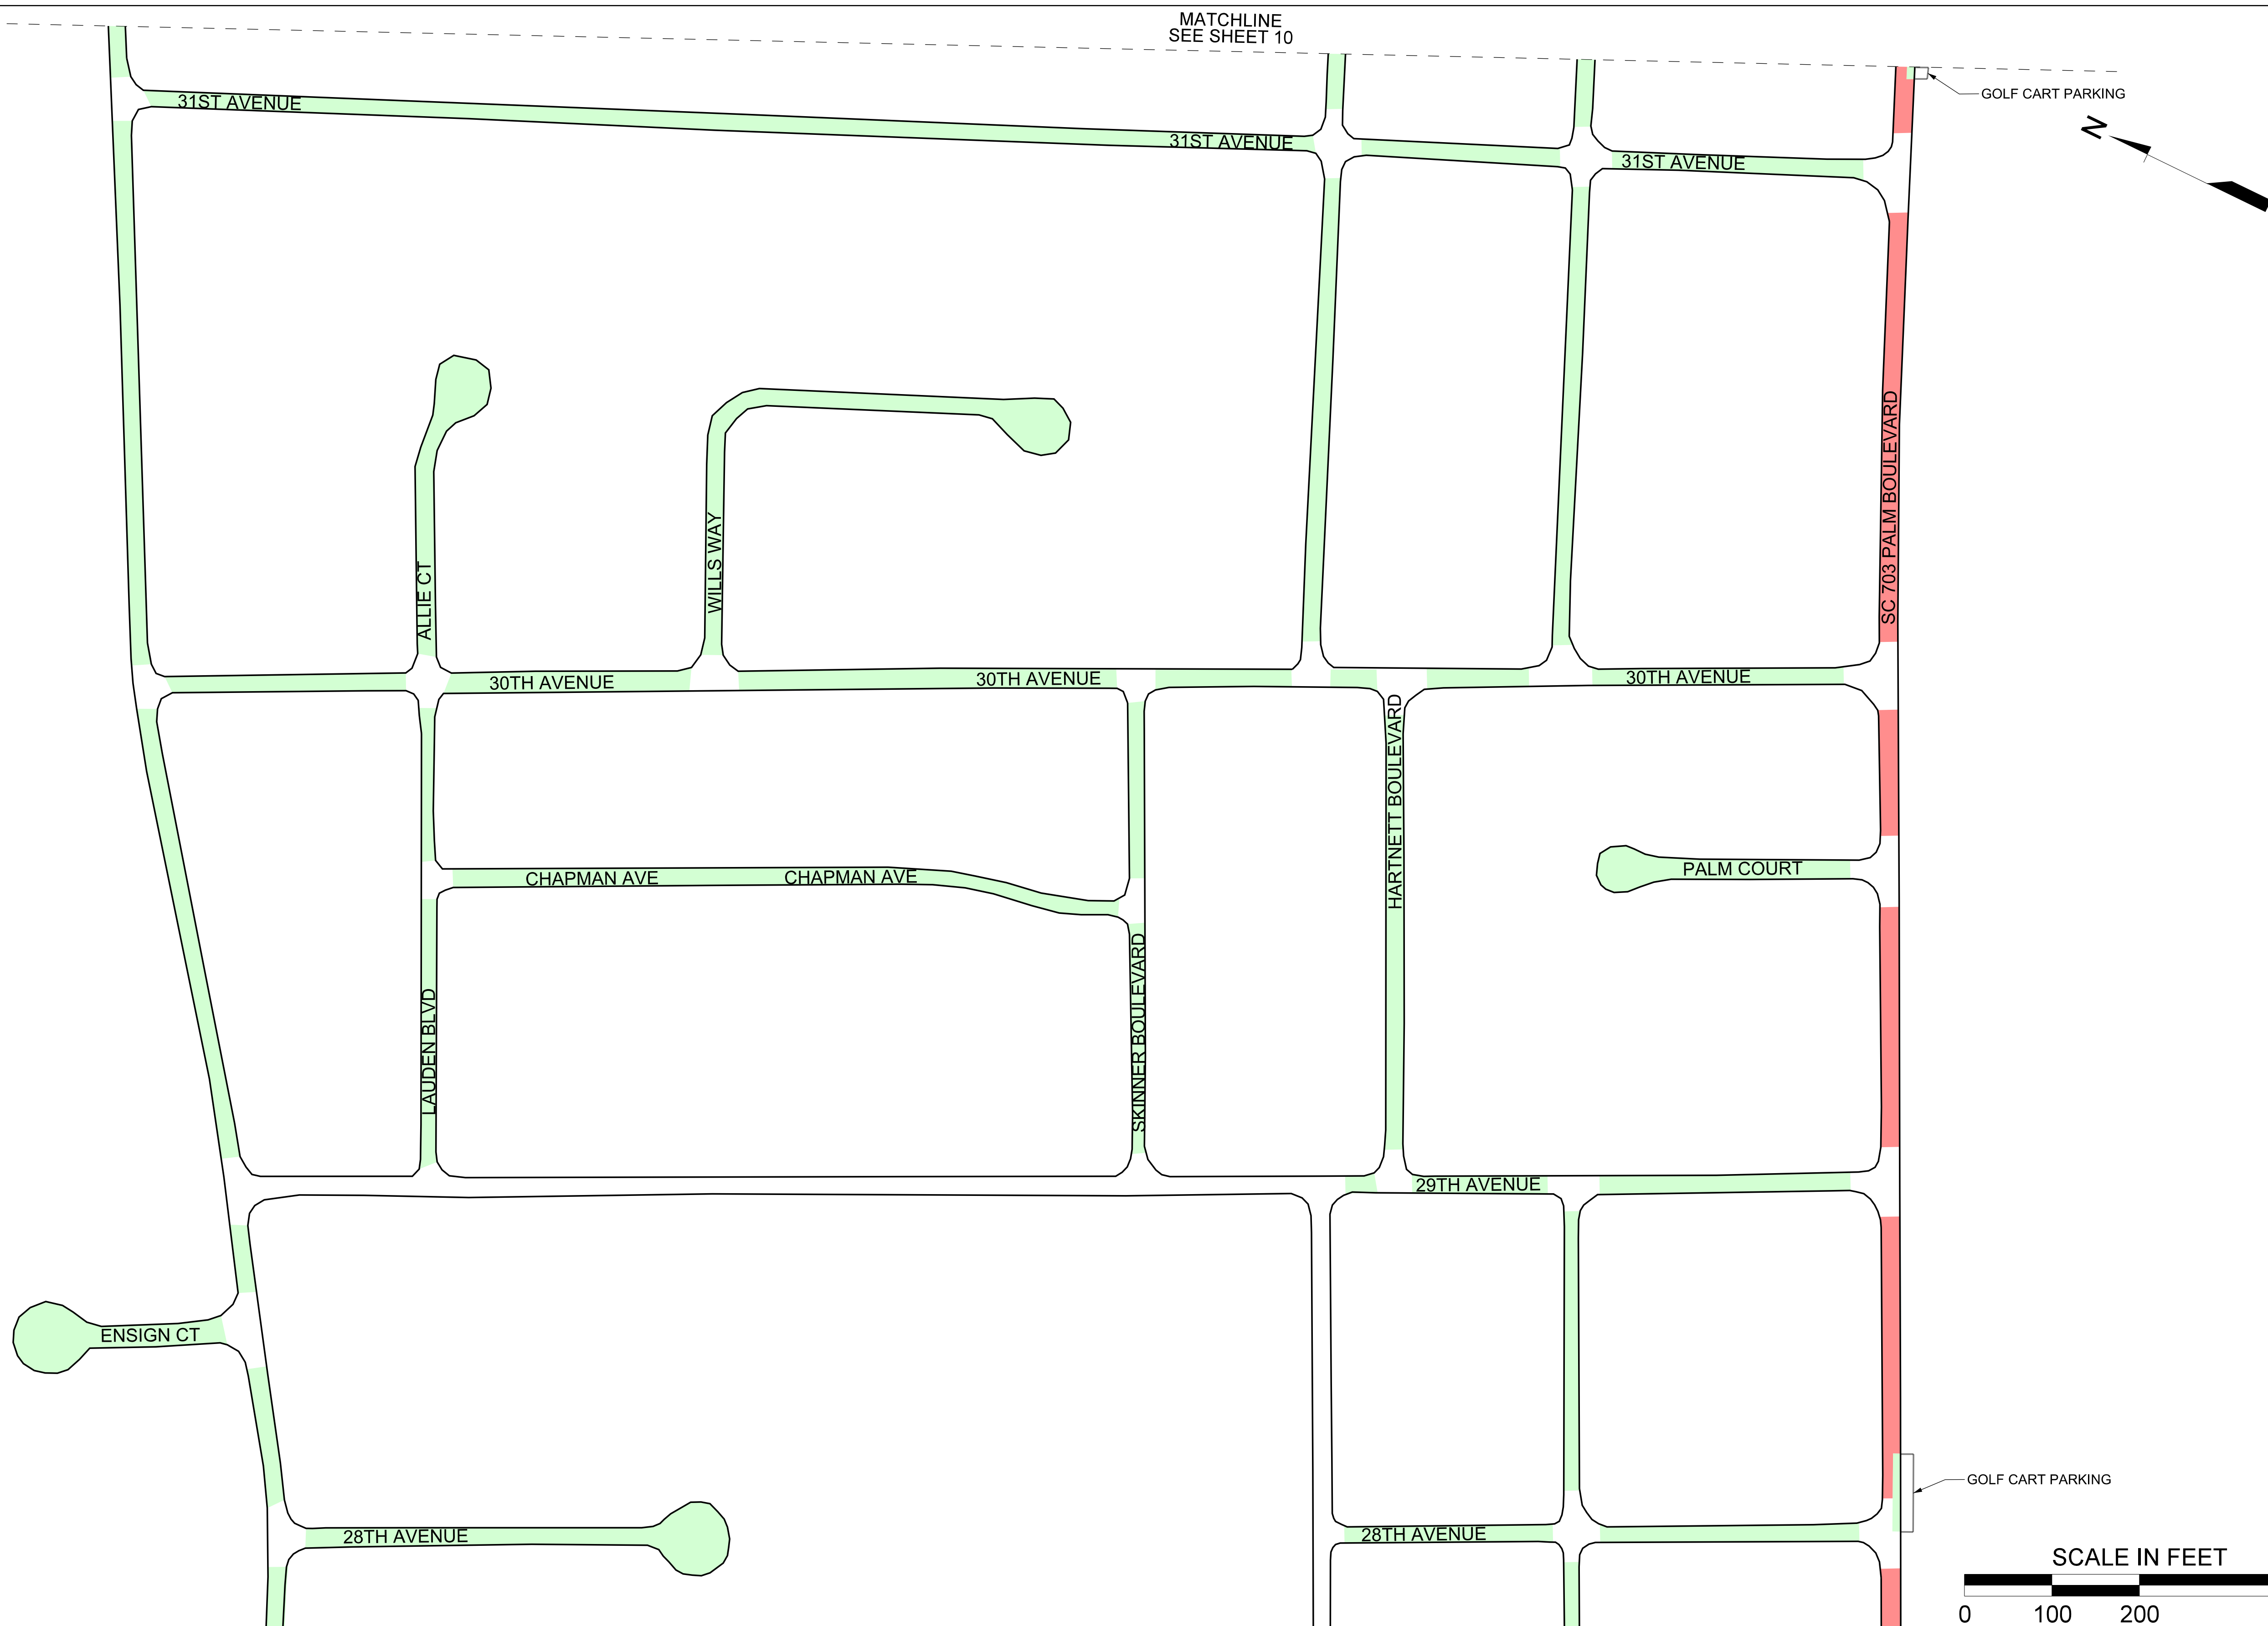 MATCHLINE
SEE SHEET 10
GOLF CART PARKING
31ST AVENUE
N
31ST AVENUE
31ST AVENUE
SC 703 PALM BOULEVARD
ALLIE CT
WILLS WAY
30TH AVENUE
30TH AVENUE
30TH AVENUE
HARTNETT BOULEVARD
CHAPMAN AVE
CHAPMAN AVE
PALM COURT
LAUDEN BLVD
SKINNER BOULEVARD
29TH AVENUE
ENSIGN CT
GOLF CART PARKING
28TH AVENUE
28TH AVENUE
SCALE IN FEET
0 100 200